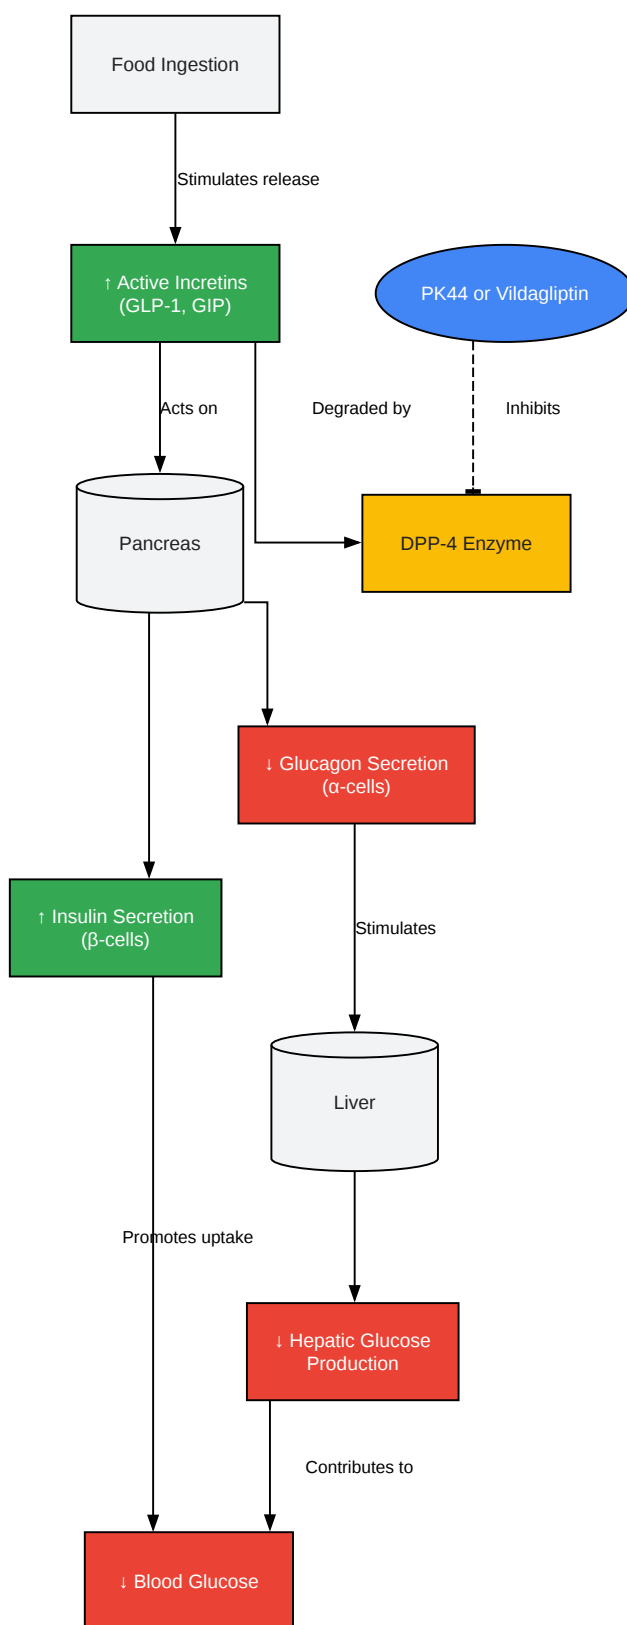 Food Ingestion
Stimulates release
↑ Active Incretins
(GLP-1, GIP)
PK44 or Vildagliptin
Acts on
Degraded by
Inhibits
Pancreas
DPP-4 Enzyme
↓ Glucagon Secretion
(α-cells)
↑ Insulin Secretion
(β-cells)
Stimulates
Liver
Promotes uptake
↓ Hepatic Glucose
Production
Contributes to
↓ Blood Glucose